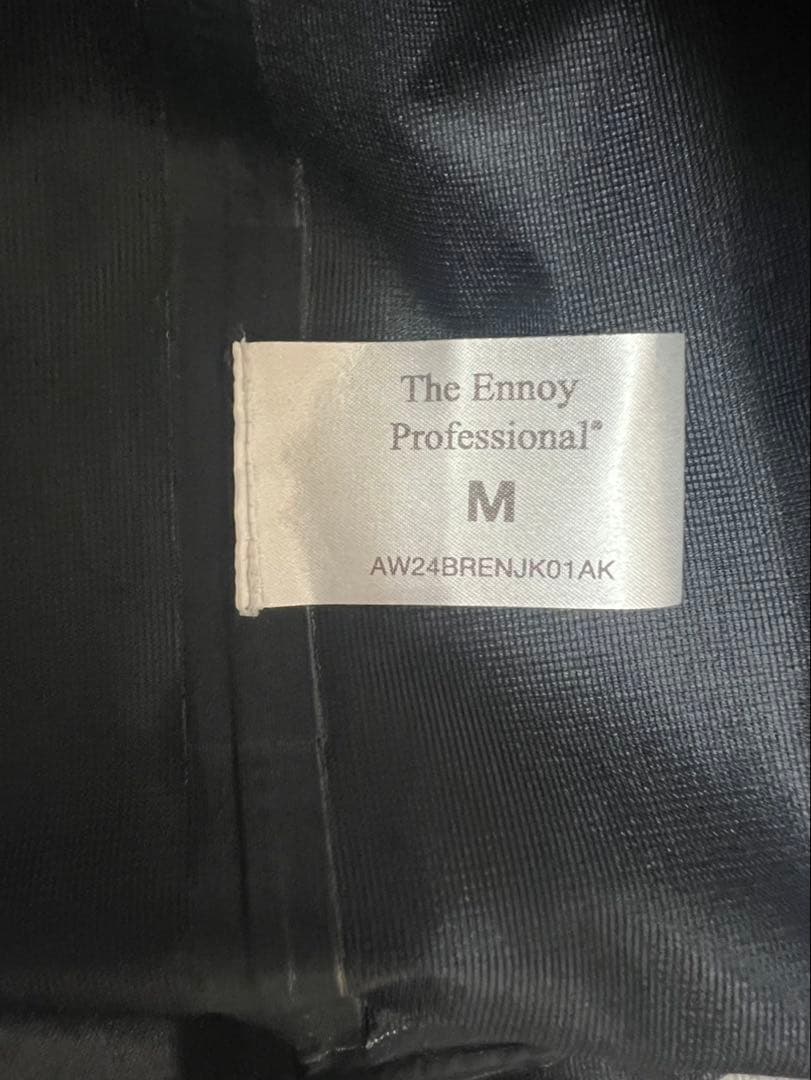 The Ennoy
Professional®
M
AW24BRENJK01AK